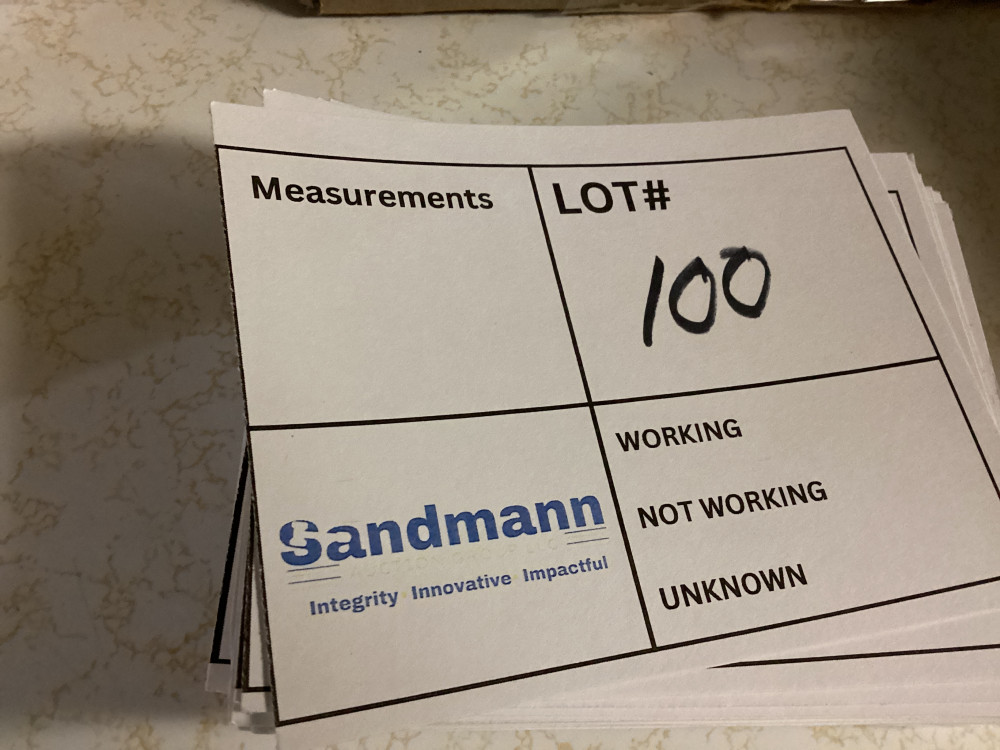 Measurements
LOT#
100
Sandmann
Integrity Innovative Impactful
WORKING
NOT WORKING
UNKNOWN